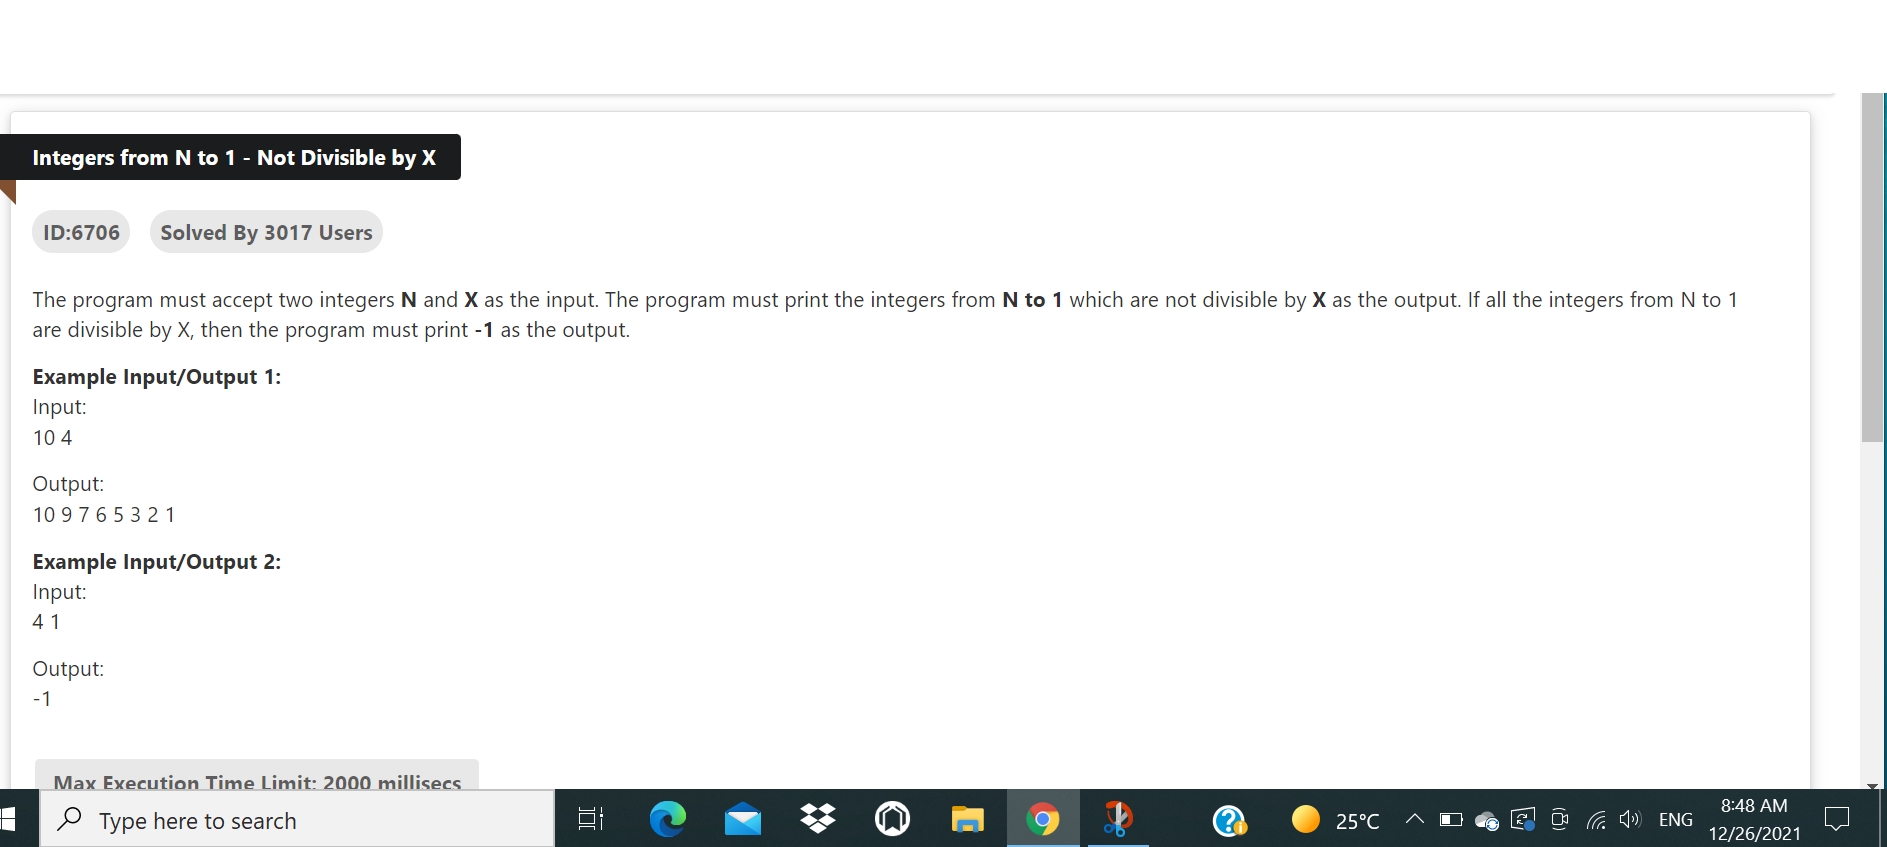 Integers from N to 1 - Not Divisible by X
ID:6706 Solved By 3017 Users
The program must accept two integers N and X as the input. The program must print the integers from N to 1 which are not divisible by X as the output. If all the integers from N to 1
are divisible by X, then the program must print -1 as the output.
Example Input/Output 1:
Input:
10 4
Output:
10 9 7 6 5 3 2 1
Example Input/Output 2:
Input:
4 1
Output:
-1
Max Execution Time Limit: 2000 millisecs
Type here to search
25°C
ENG
8:48 AM
12/26/2021